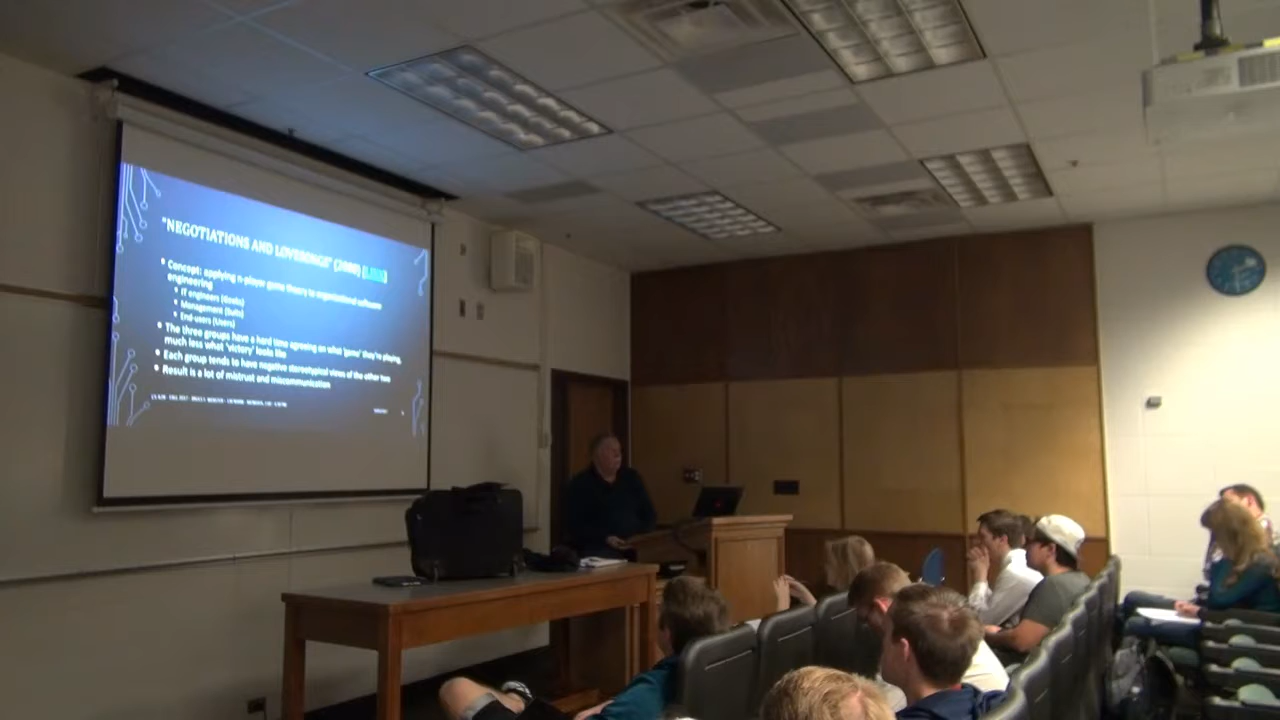 "NEGOTIATIONS AND LOVESONGS" (2000) [LINK]
• Concept: applying n-player game theory to organizational software
engineering
• IT engineers (Geeks)
• Management (Suits)
• End-users (Users)
• The three groups have a hard time agreeing on what 'game' they're playing,
much less what 'victory' looks like
• Each group tends to have negative stereotypical views of the other two
• Result is a lot of mistrust and miscommunication